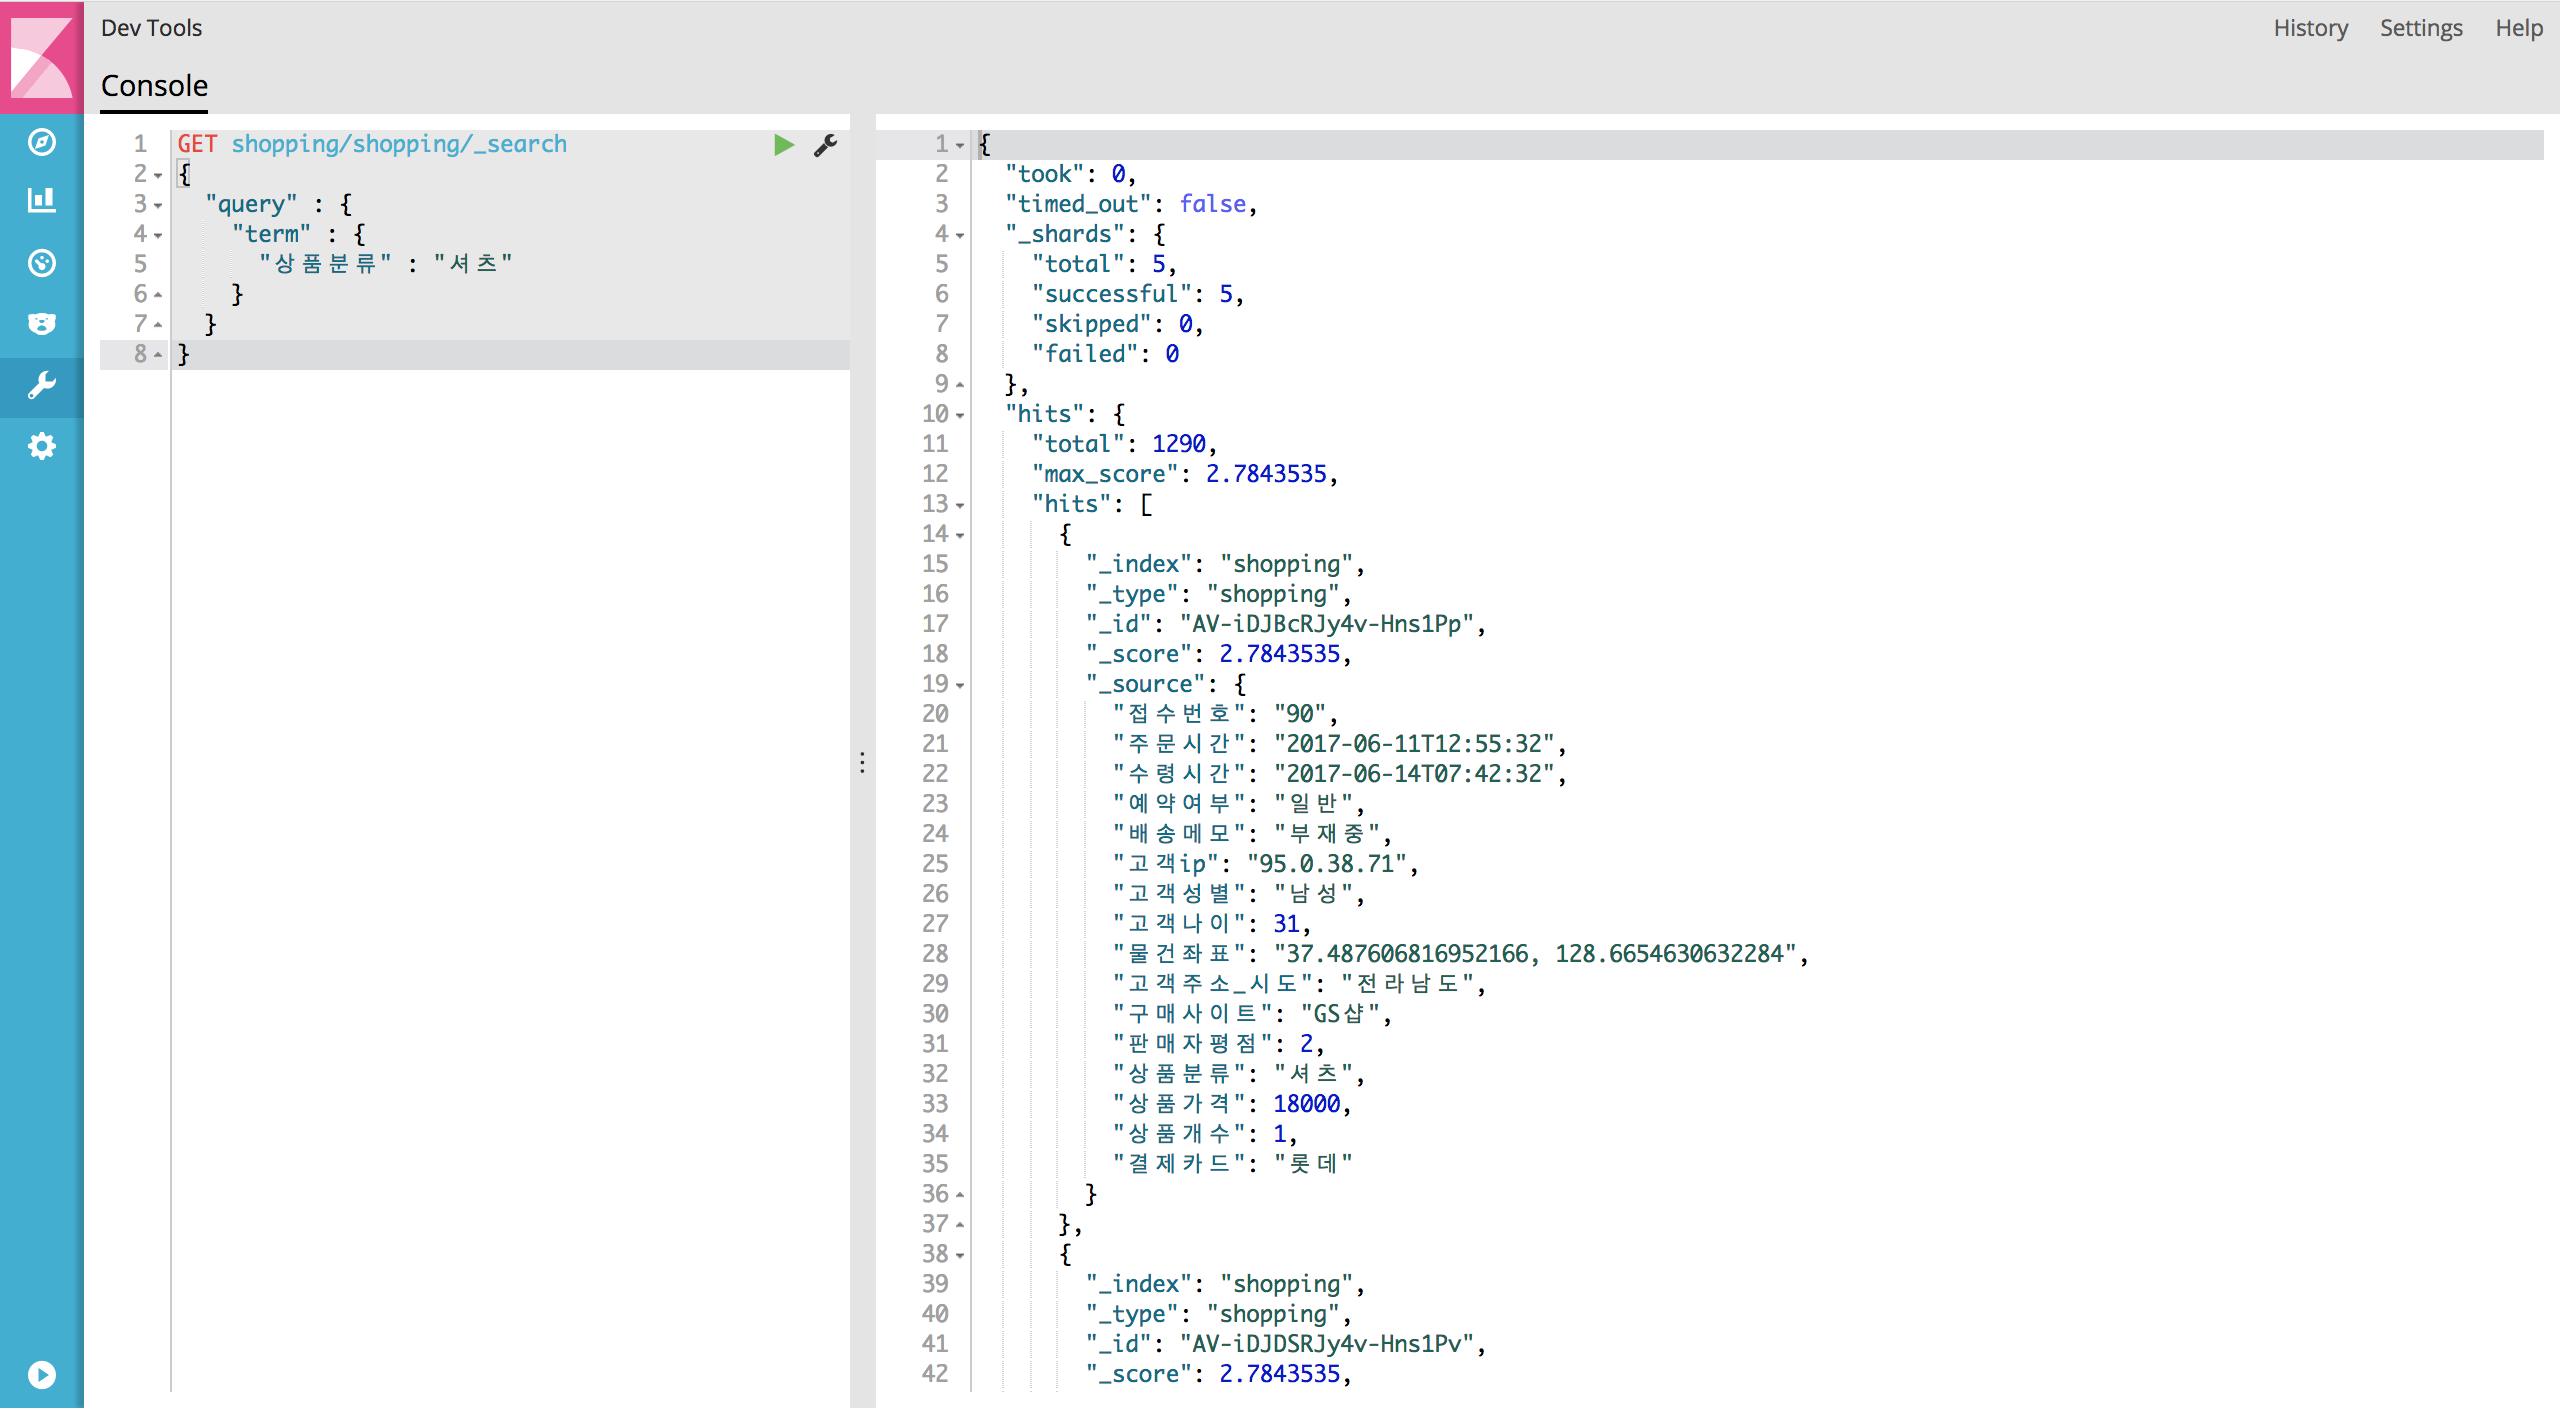 Dev Tools
History Settings Help
Console
1 GET shopping/shopping/_search
2 {
3 "query" : {
4 "term" : {
5 "상품분류" : "셔츠"
6 }
7 }
8 }
1 {
2 "took": 0,
3 "timed_out": false,
4 "_shards": {
5 "total": 5,
6 "successful": 5,
7 "skipped": 0,
8 "failed": 0
9 },
10 "hits": {
11 "total": 1290,
12 "max_score": 2.7843535,
13 "hits": [
14 {
15 "_index": "shopping",
16 "_type": "shopping",
17 "_id": "AV-iDJBcRJy4v-Hns1Pp",
18 "_score": 2.7843535,
19 "_source": {
20 "접수번호": "90",
21 "주문시간": "2017-06-11T12:55:32",
22 "수령시간": "2017-06-14T07:42:32",
23 "예약여부": "일반",
24 "배송메모": "부재중",
25 "고객ip": "95.0.38.71",
26 "고객성별": "남성",
27 "고객나이": 31,
28 "물건좌표": "37.487606816952166, 128.6654630632284",
29 "고객주소_시도": "전라남도",
30 "구매사이트": "GS샵",
31 "판매자평점": 2,
32 "상품분류": "셔츠",
33 "상품가격": 18000,
34 "상품개수": 1,
35 "결제카드": "롯데"
36 }
37 },
38 {
39 "_index": "shopping",
40 "_type": "shopping",
41 "_id": "AV-iDJDSRJy4v-Hns1Pv",
42 "_score": 2.7843535,